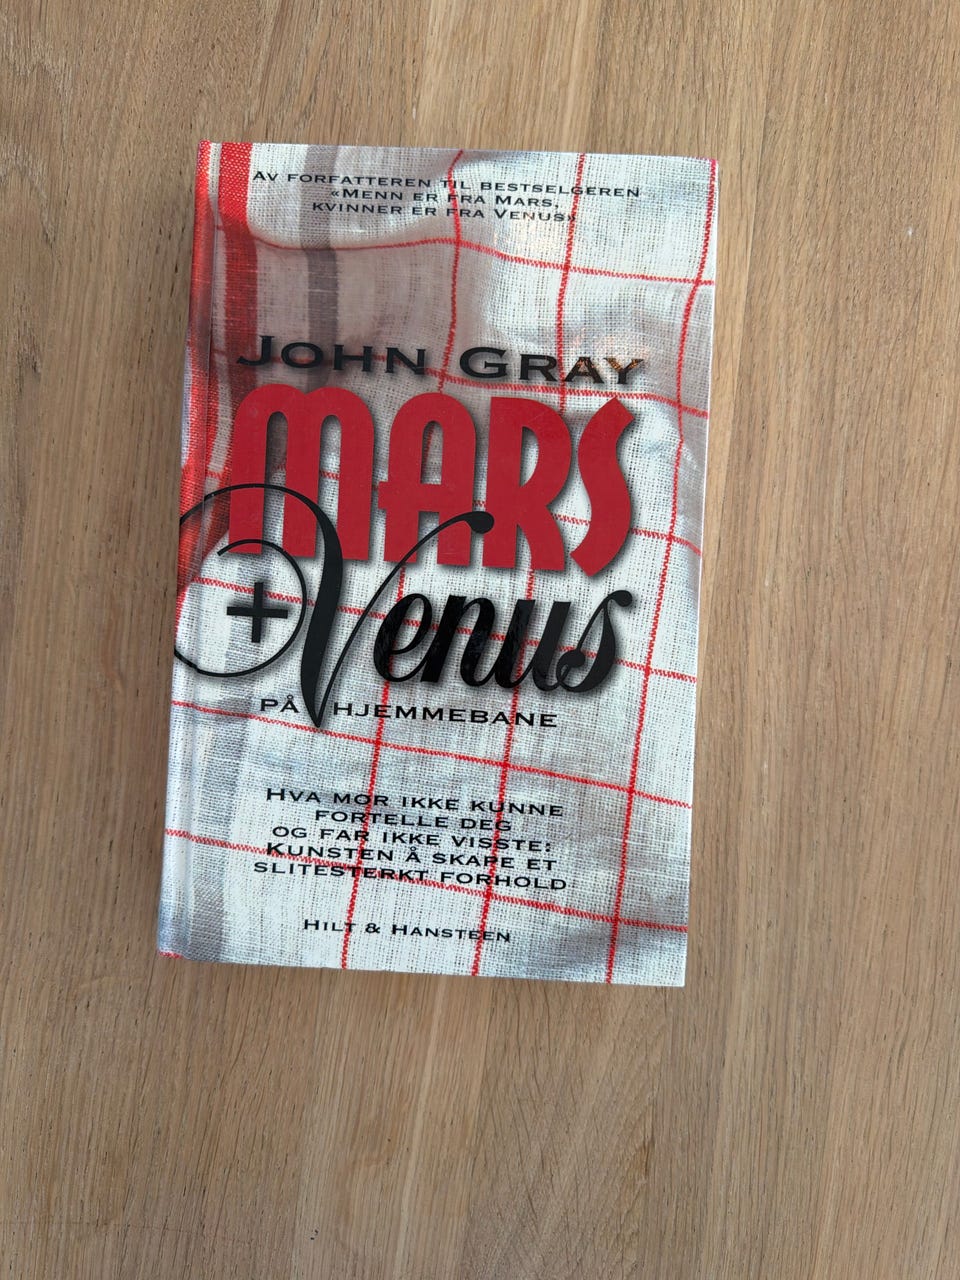 Av forfatteren til bestselgeren
«Menn er fra Mars,
kvinner er fra Venus»
John Gray
MARS
+ Venus
på hjemmebane
Hva mor ikke kunne
fortelle deg
og far ikke visste:
Kunsten å skape et
slitesterkt forhold
Hilt & Hansteen